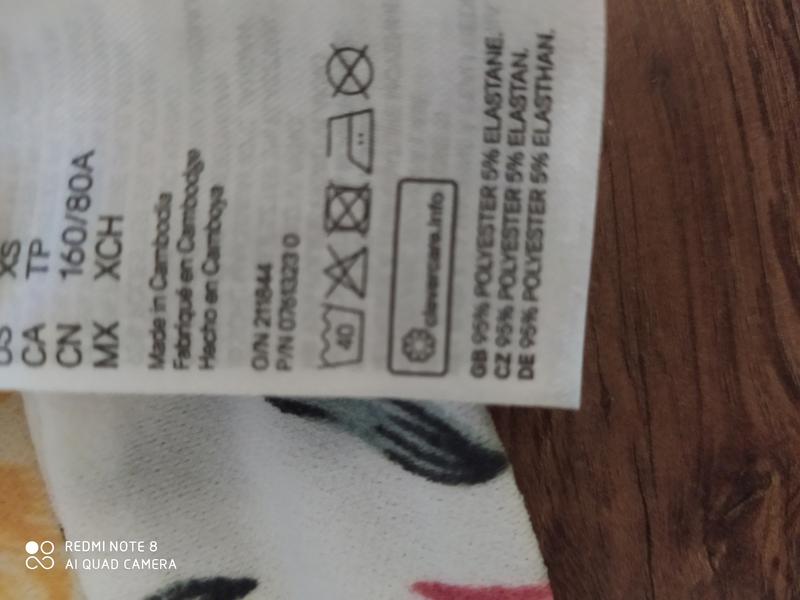 US XS
CA TP
CN 160/80A
MX XCH
Made in Cambodia
Fabriqué en Cambodge
Hecho en Camboya
O/N 211844
P/N 0761323 0
40
clevercare.info
GB 95% POLYESTER 5% ELASTANE.
CZ 95% POLYESTER 5% ELASTAN.
DE 95% POLYESTER 5% ELASTHAN.
REDMI NOTE 8
AI QUAD CAMERA